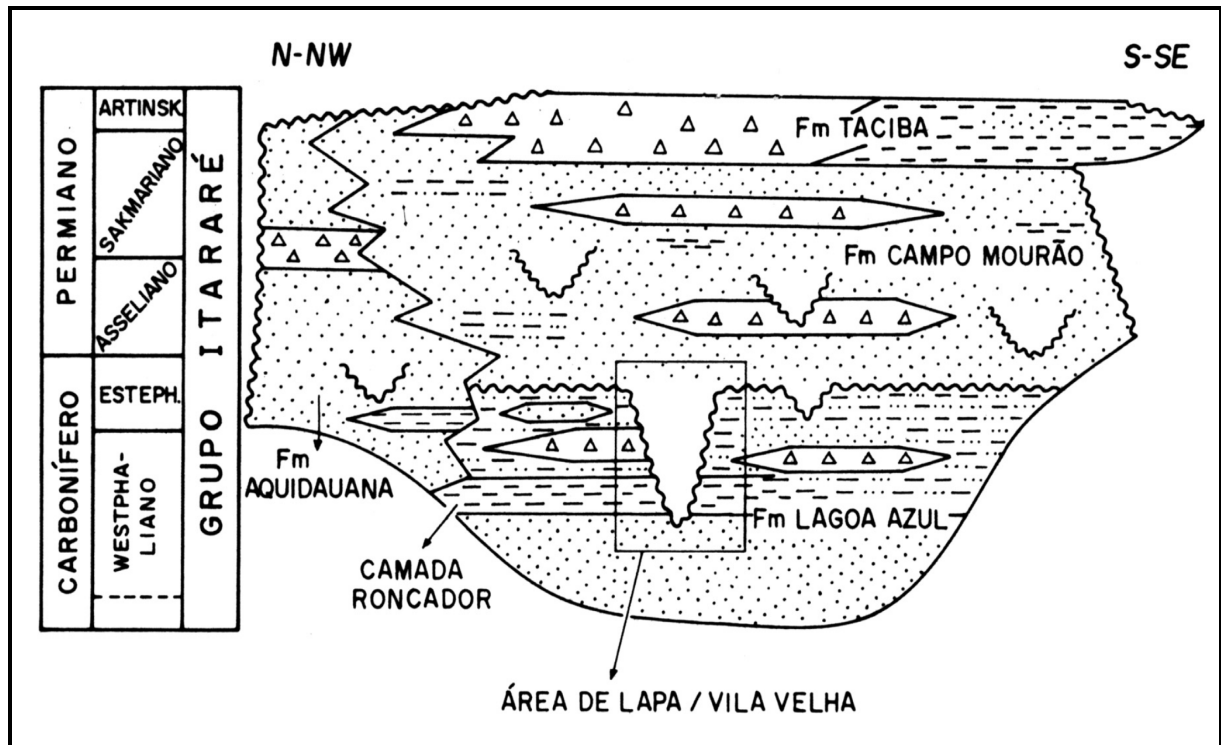 N-NW
S-SE
PERMIANO
CARBONÍFERO
ARTINSK.
SAKMARIANO
ASSELIANO
ESTEPH.
WESTPHA-
LIANO
GRUPO ITARARÉ
Fm TACIBA
Fm CAMPO MOURÃO
Fm
AQUIDAUANA
Fm LAGOA AZUL
CAMADA
RONCADOR
ÁREA DE LAPA / VILA VELHA